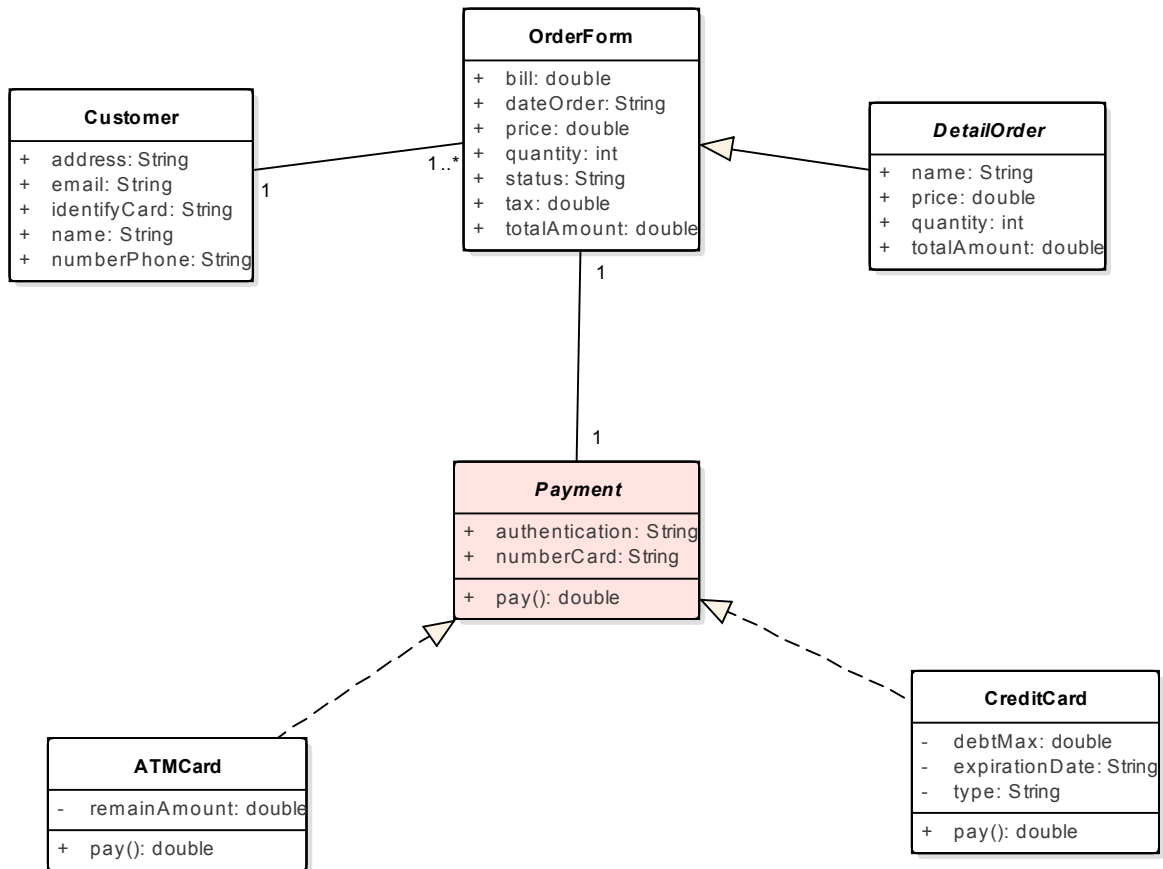 OrderForm
+ bill: double
+ dateOrder: String
+ price: double
+ quantity: int
+ status: String
+ tax: double
+ totalAmount: double
Customer
+ address: String
+ email: String
+ identifyCard: String
+ name: String
+ numberPhone: String
1
1..*
DetailOrder
+ name: String
+ price: double
+ quantity: int
+ totalAmount: double
1
1
Payment
+ authentication: String
+ numberCard: String
+ pay(): double
CreditCard
- debtMax: double
- expirationDate: String
- type: String
+ pay(): double
ATMCard
- remainAmount: double
+ pay(): double